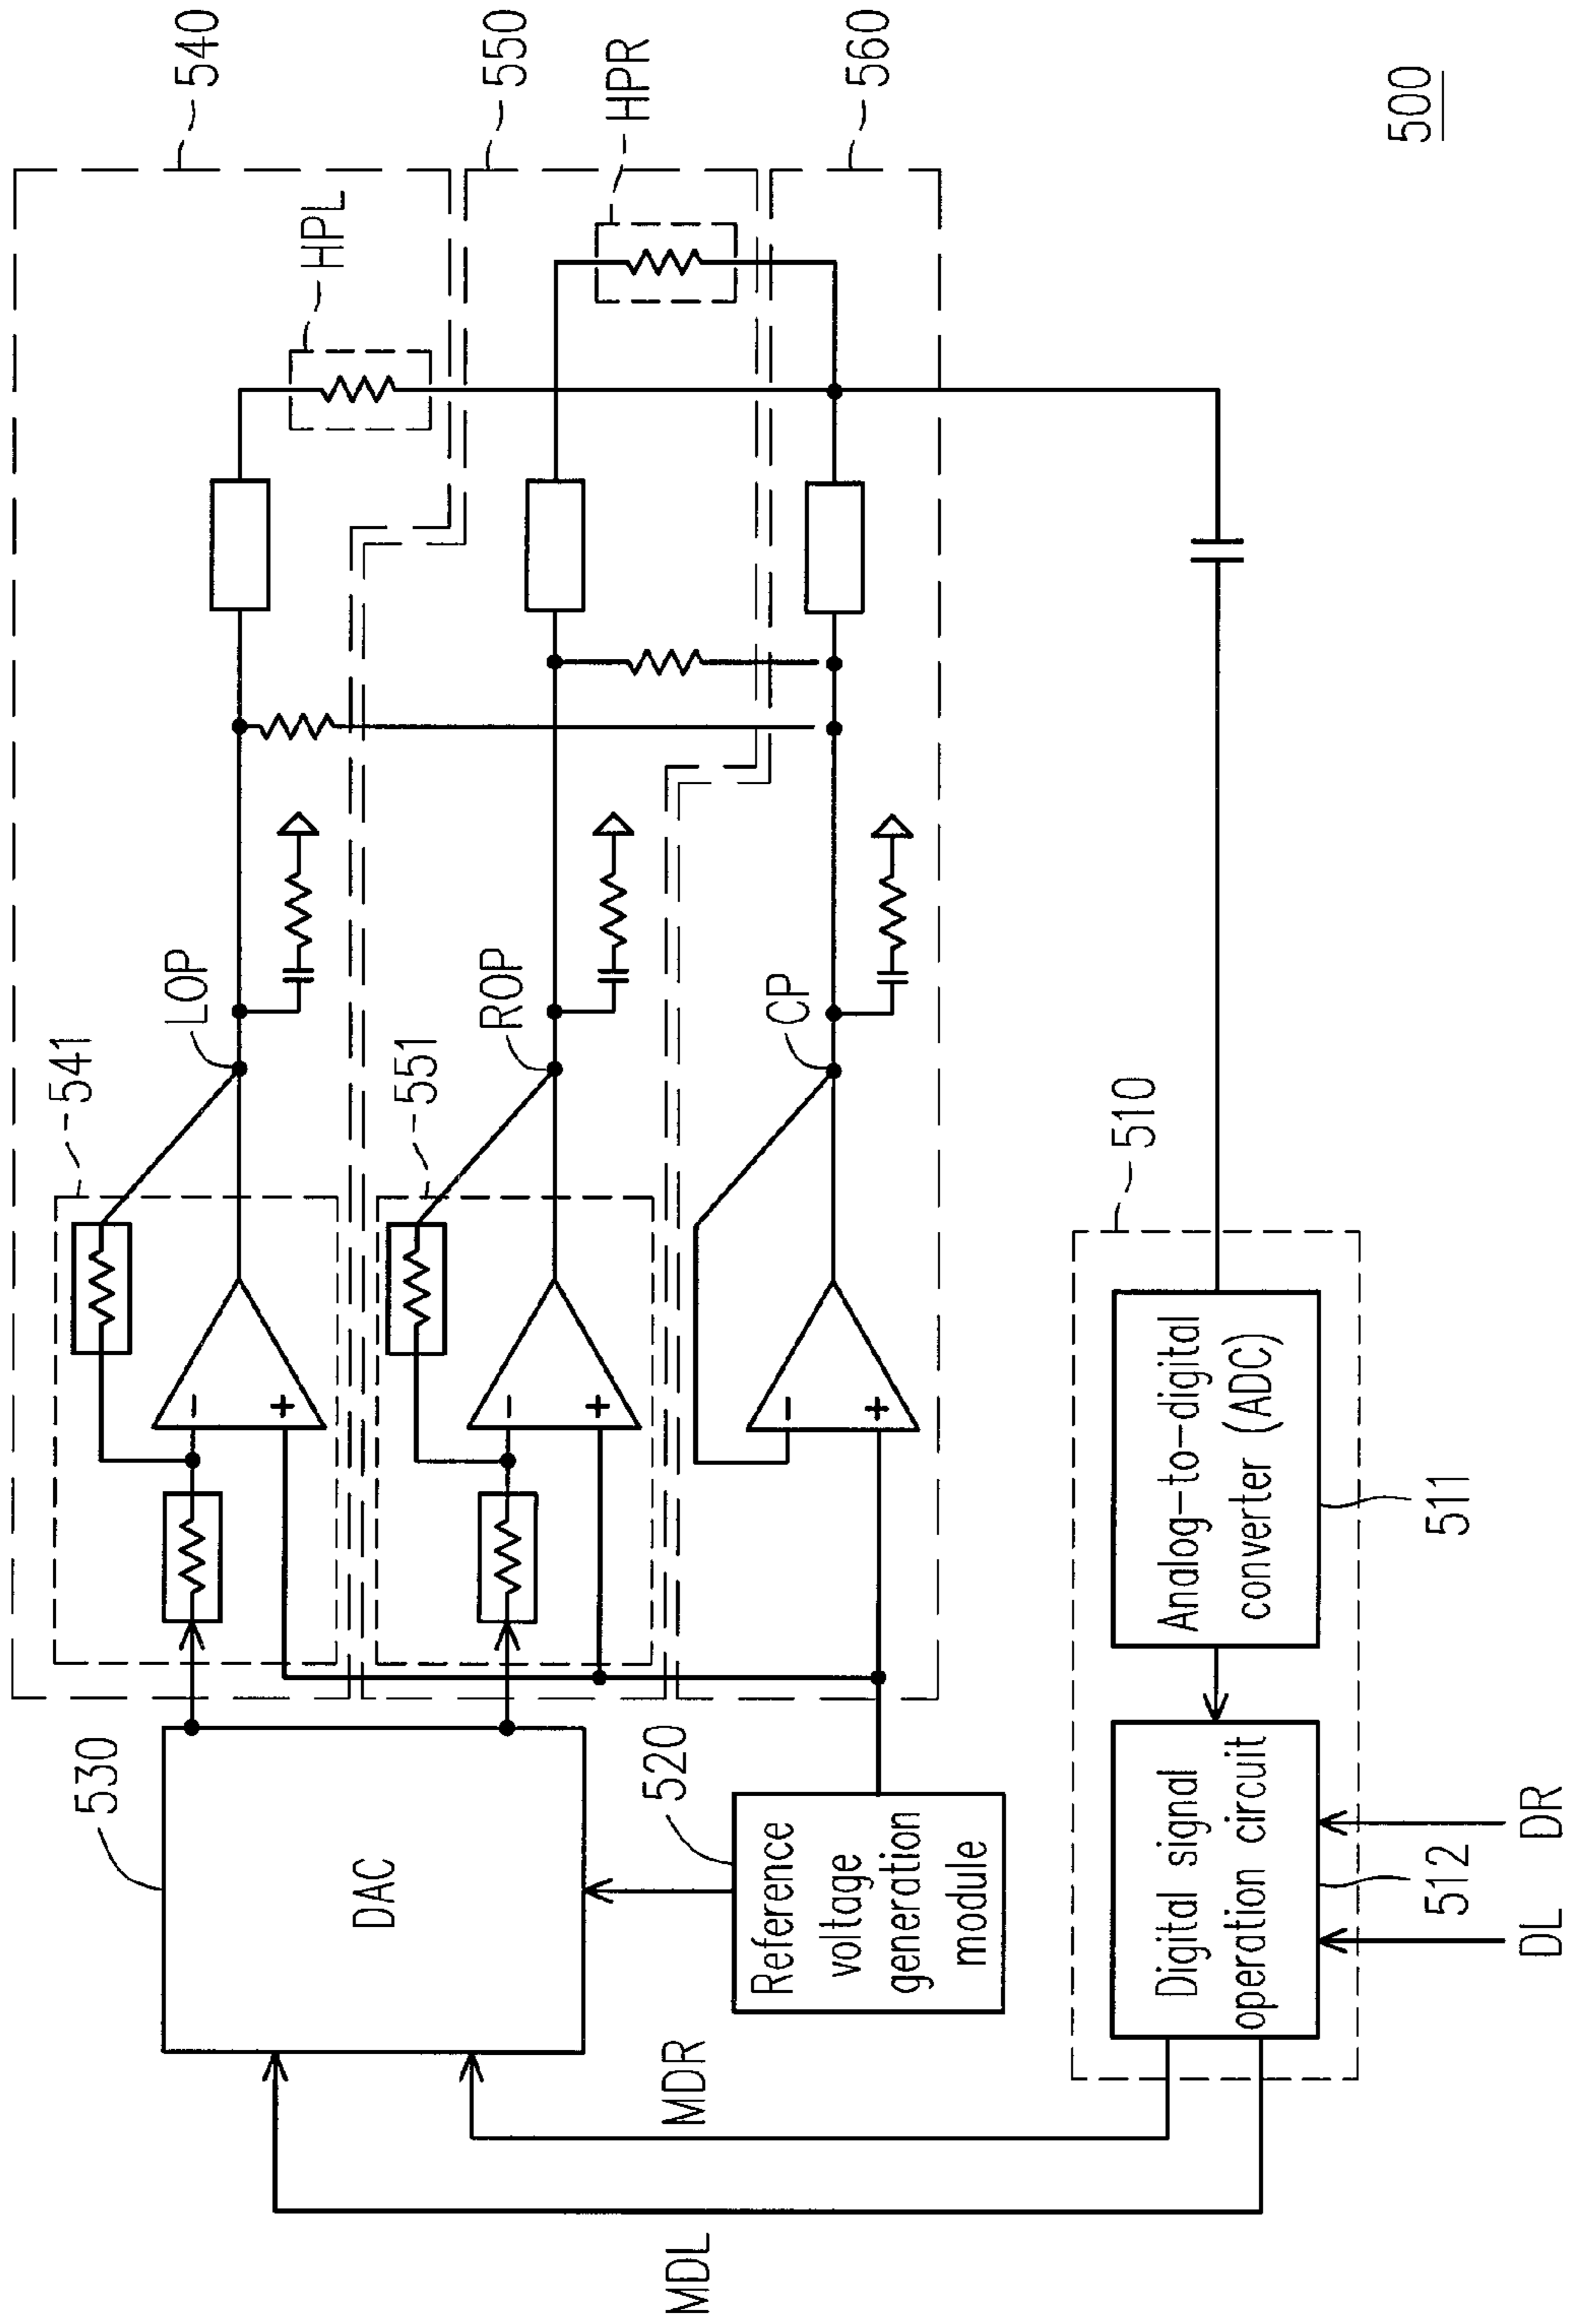 540
HPL
550
HPR
560
500
541
LOP
551
ROP
CP
510
530
DAC
520
Reference
voltage
generation
module
Analog-to-digital
converter (ADC)
511
Digital signal
operation circuit
512
DR
DL
MDR
MDL
-
+
-
+
-
+